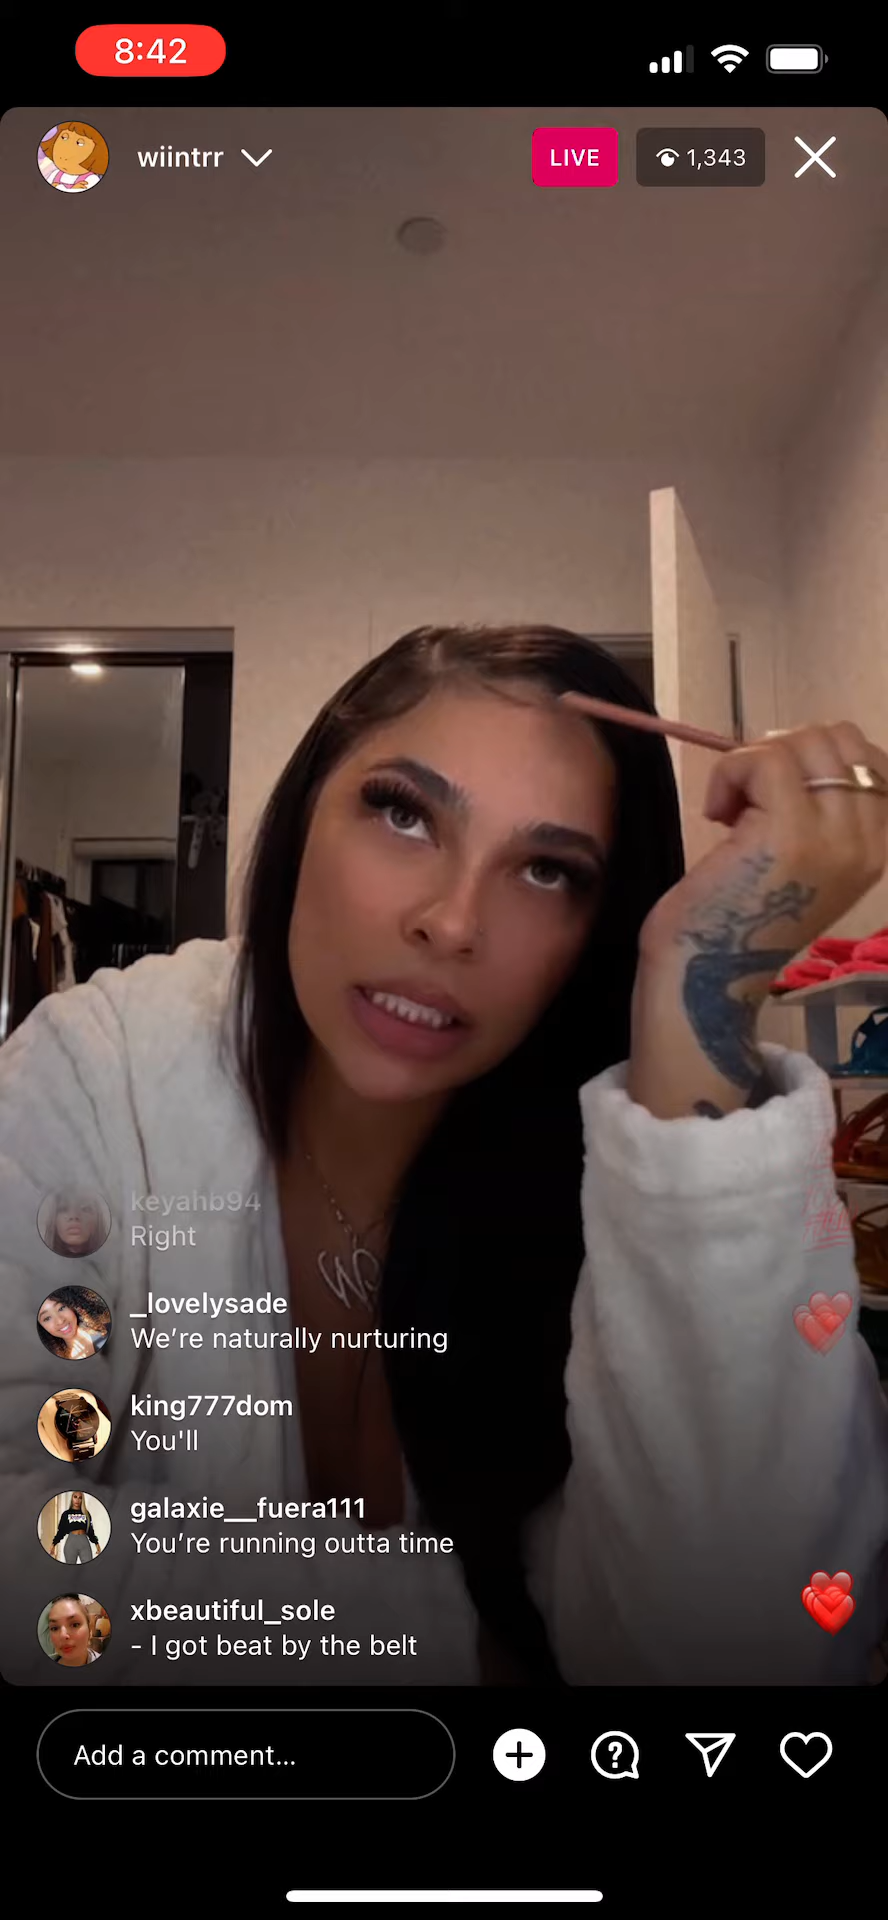 8:42
wiintrr
LIVE
1,343
keyahb94
Right
_lovelysade
We’re naturally nurturing
king777dom
You'll
galaxie__fuera111
You’re running outta time
xbeautiful_sole
- I got beat by the belt
Add a comment...